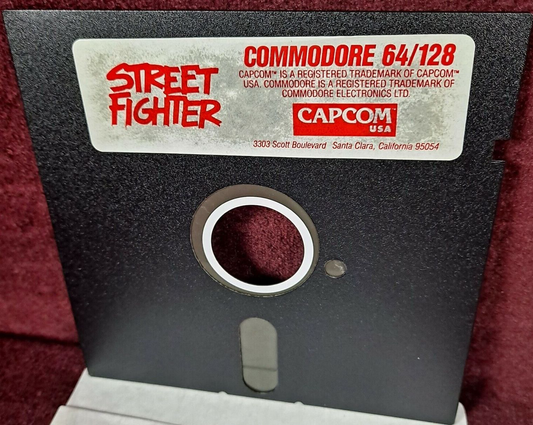 STREET
FIGHTER
COMMODORE 64/128
CAPCOM™ IS A REGISTERED TRADEMARK OF CAPCOM™
USA. COMMODORE IS A REGISTERED TRADEMARK OF
COMMODORE ELECTRONICS LTD.
CAPCOM
USA
3303 Scott Boulevard Santa Clara, California 95054